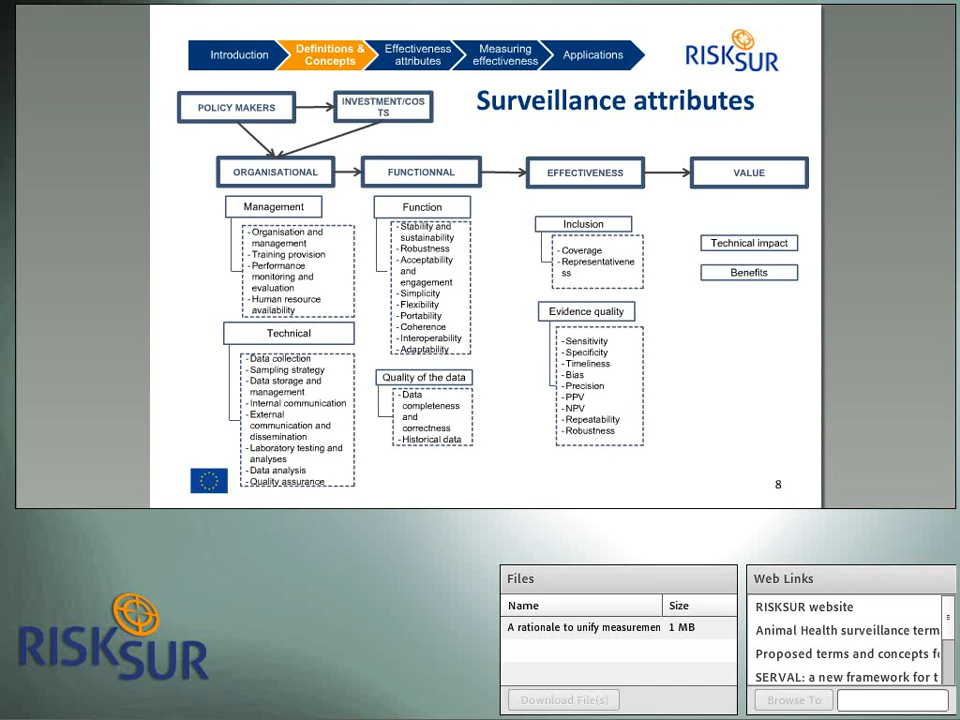 Introduction
Definitions &
Concepts
Effectiveness
attributes
Measuring
effectiveness
Applications
RISKSUR
Surveillance attributes
POLICY MAKERS
INVESTMENT/COS
TS
ORGANISATIONAL
FUNCTIONNAL
EFFECTIVENESS
VALUE
Management
- Organisation and
management
- Training provision
- Performance
monitoring and
evaluation
- Human resource
availability
Technical
- Data collection
- Sampling strategy
- Data storage and
management
- Internal communication
- External
communication and
dissemination
- Laboratory testing and
analyses
- Data analysis
- Quality assurance
Function
- Stability and
sustainability
- Robustness
- Acceptability
and
engagement
- Simplicity
- Flexibility
- Portability
- Coherence
- Interoperability
- Adaptability
Quality of the data
- Data
completeness
and
correctness
- Historical data
Inclusion
- Coverage
- Representativene
ss
Evidence quality
- Sensitivity
- Specificity
- Timeliness
- Bias
- Precision
- PPV
- NPV
- Repeatability
- Robustness
Technical impact
Benefits
8
RISKSUR
Files
Name Size
A rationale to unify measuremen 1 MB
Download File(s)
Web Links
RISKSUR website
Animal Health surveillance term
Proposed terms and concepts fo
SERVAL: a new framework for t
Browse To